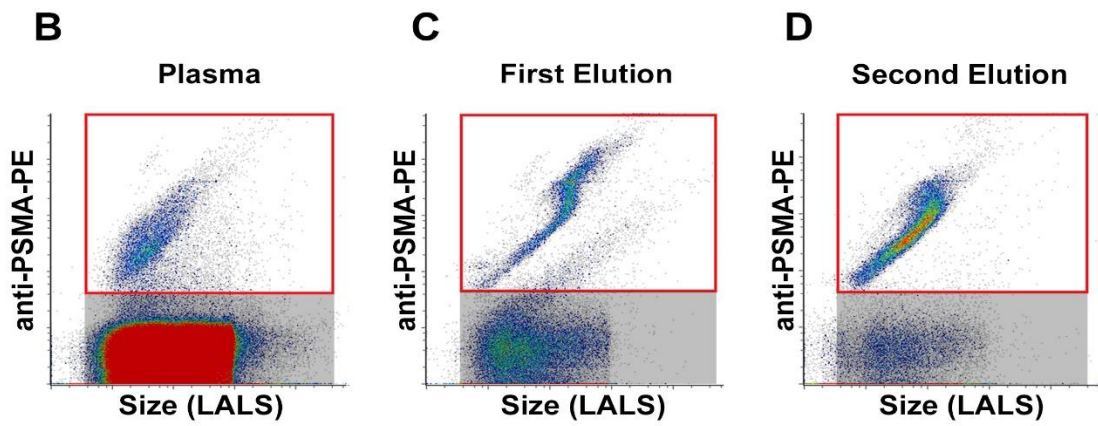 B
Plasma
anti-PSMA-PE
Size (LALS)
C
First Elution
anti-PSMA-PE
Size (LALS)
D
Second Elution
anti-PSMA-PE
Size (LALS)